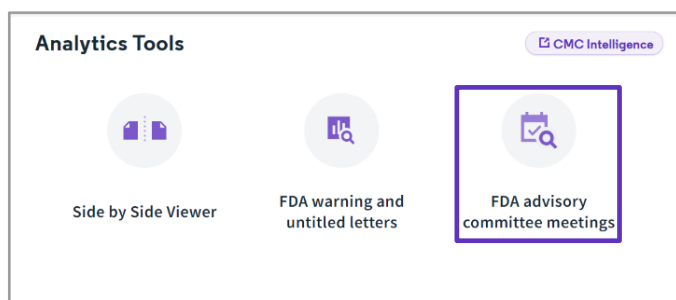 Analytics Tools
CMC Intelligence
Side by Side Viewer
FDA warning and
untitled letters
FDA advisory
committee meetings